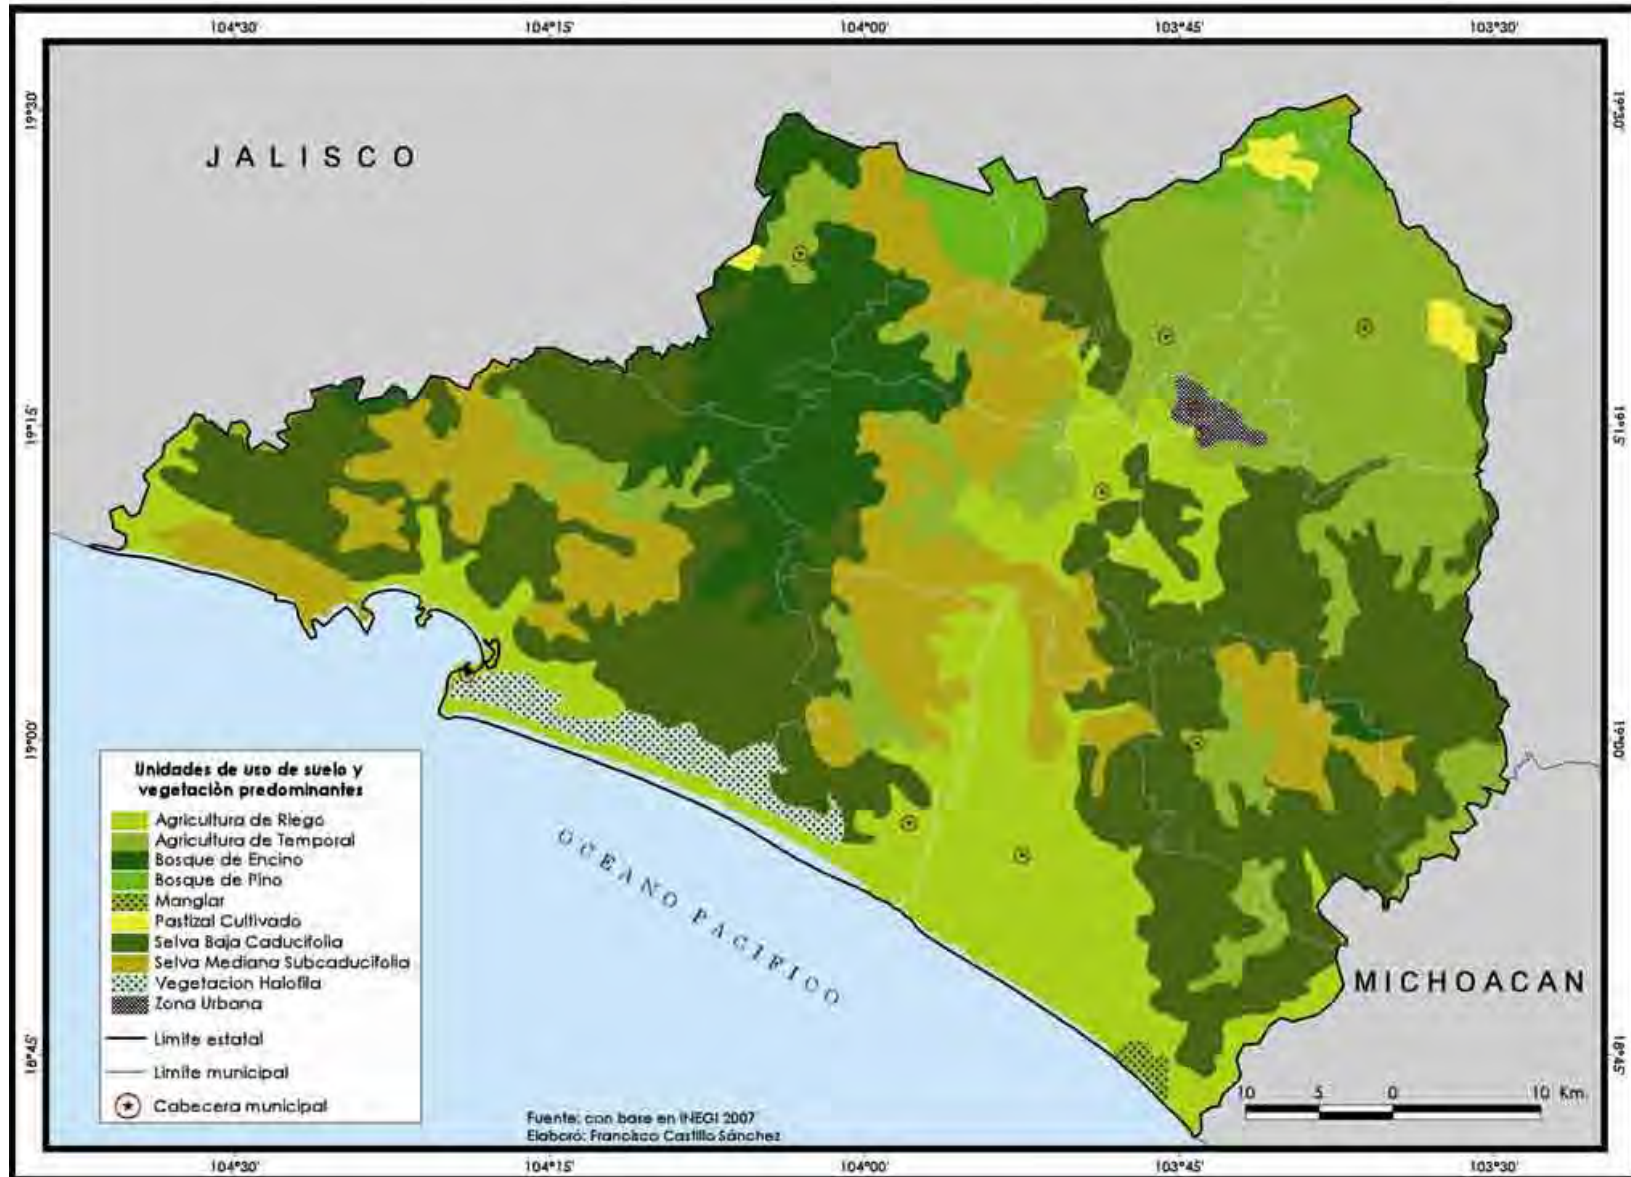 104°30' 104°15' 104°00' 103°45' 103°30'
19°30'
19°30'
JALISCO
19°15'
19°15'
19°00'
19°00'
Unidades de uso de suelo y
vegetación predominantes
Agricultura de Riego
Agricultura de Temporal
Bosque de Encino
Bosque de Pino
Manglar
Pastizal Cultivado
Selva Baja Caducifolia
Selva Mediana Subcaducifolia
Vegetacion Halofila
Zona Urbana
Limite estatal
Limite municipal
Cabecera municipal
OCEANO PACIFICO
MICHOACAN
18°45'
18°45'
10 5 0 10 Km.
Fuente: con base en INEGI 2007
Elaboró: Francisco Castillo Sánchez
104°30' 104°15' 104°00' 103°45' 103°30'